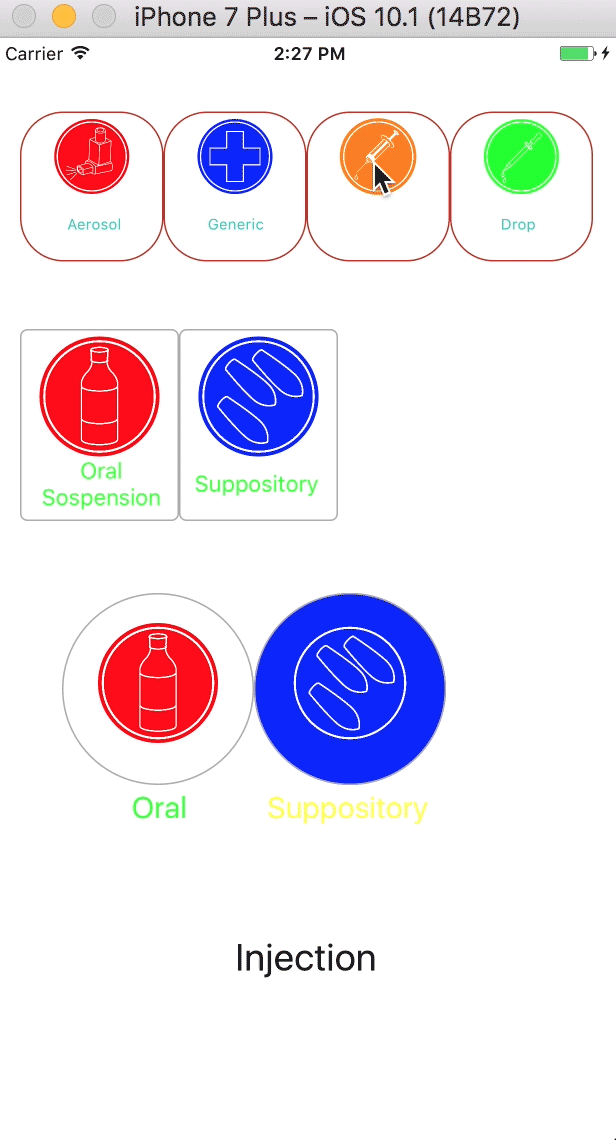 iPhone 7 Plus – iOS 10.1 (14B72)
Carrier 2:27 PM
Aerosol Generic Drop
Oral
Sospension
Suppository
Oral Suppository
Injection